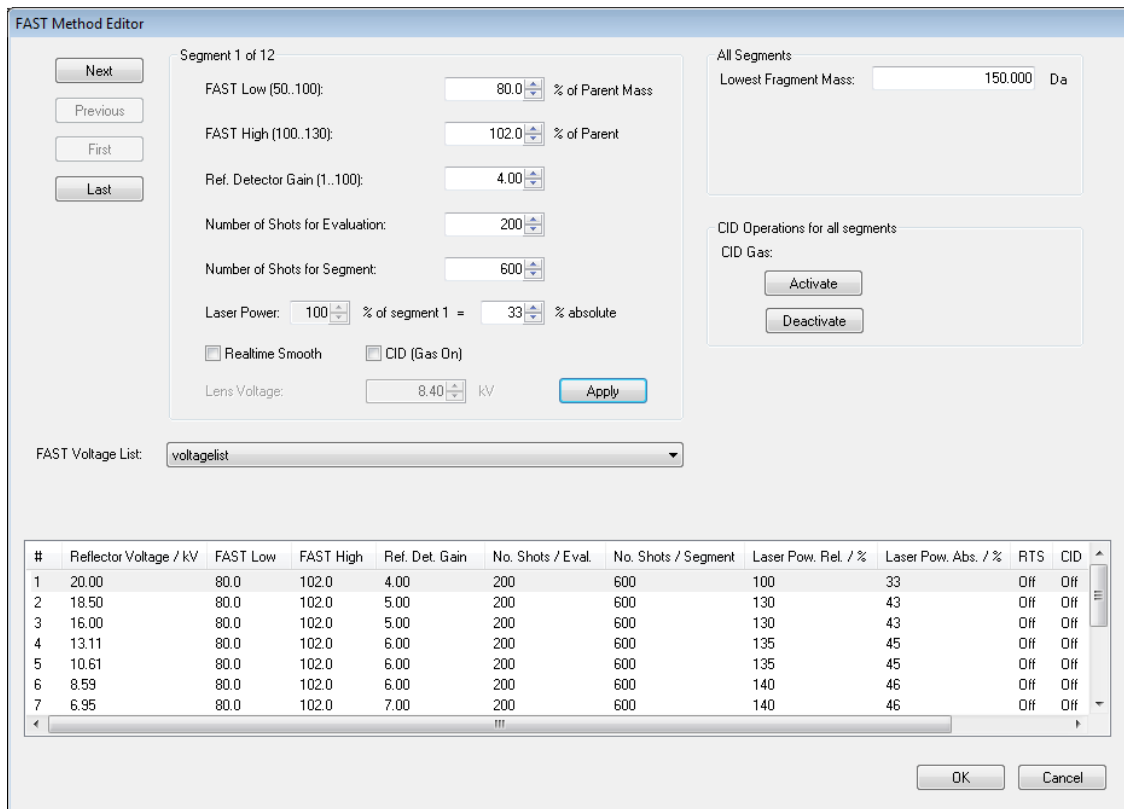 FAST Method Editor
Next
Previous
First
Last
Segment 1 of 12
FAST Low (50..100): 80.0 % of Parent Mass
FAST High (100..130): 102.0 % of Parent
Ref. Detector Gain (1..100): 4.00
Number of Shots for Evaluation: 200
Number of Shots for Segment: 600
Laser Power: 100 % of segment 1 = 33 % absolute
Realtime Smooth CID (Gas On)
Lens Voltage: 8.40 kV Apply
All Segments
Lowest Fragment Mass: 150.000 Da
CID Operations for all segments
CID Gas:
Activate
Deactivate
FAST Voltage List: voltagelist
# Reflector Voltage / kV FAST Low FAST High Ref. Det. Gain No. Shots / Eval. No. Shots / Segment Laser Pow. Rel. / % Laser Pow. Abs. / % RTS CID
1 20.00 80.0 102.0 4.00 200 600 100 33 Off Off
2 18.50 80.0 102.0 5.00 200 600 130 43 Off Off
3 16.00 80.0 102.0 5.00 200 600 130 43 Off Off
4 13.11 80.0 102.0 6.00 200 600 135 45 Off Off
5 10.61 80.0 102.0 6.00 200 600 135 45 Off Off
6 8.59 80.0 102.0 6.00 200 600 140 46 Off Off
7 6.95 80.0 102.0 7.00 200 600 140 46 Off Off
OK Cancel